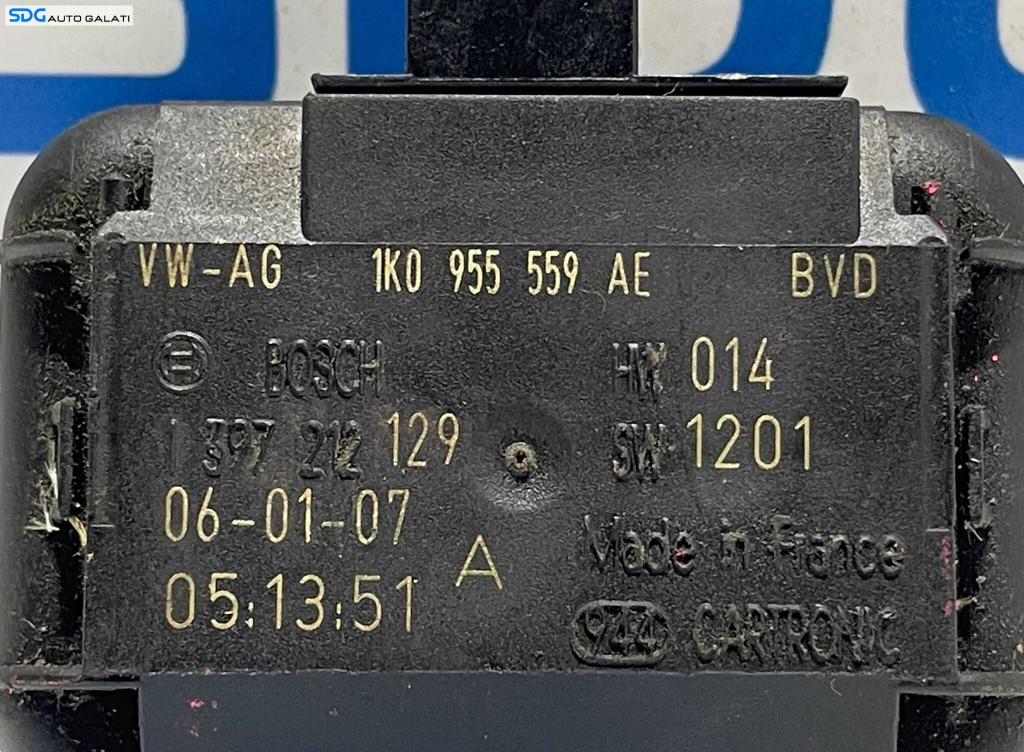 SDG AUTO GALATI
VW-AG 1K0 955 559 AE BVD
BOSCH HW 014
1 397 212 129 SW 1201
06-01-07
Made in France
05:13:51 A
944 CARTRONIC